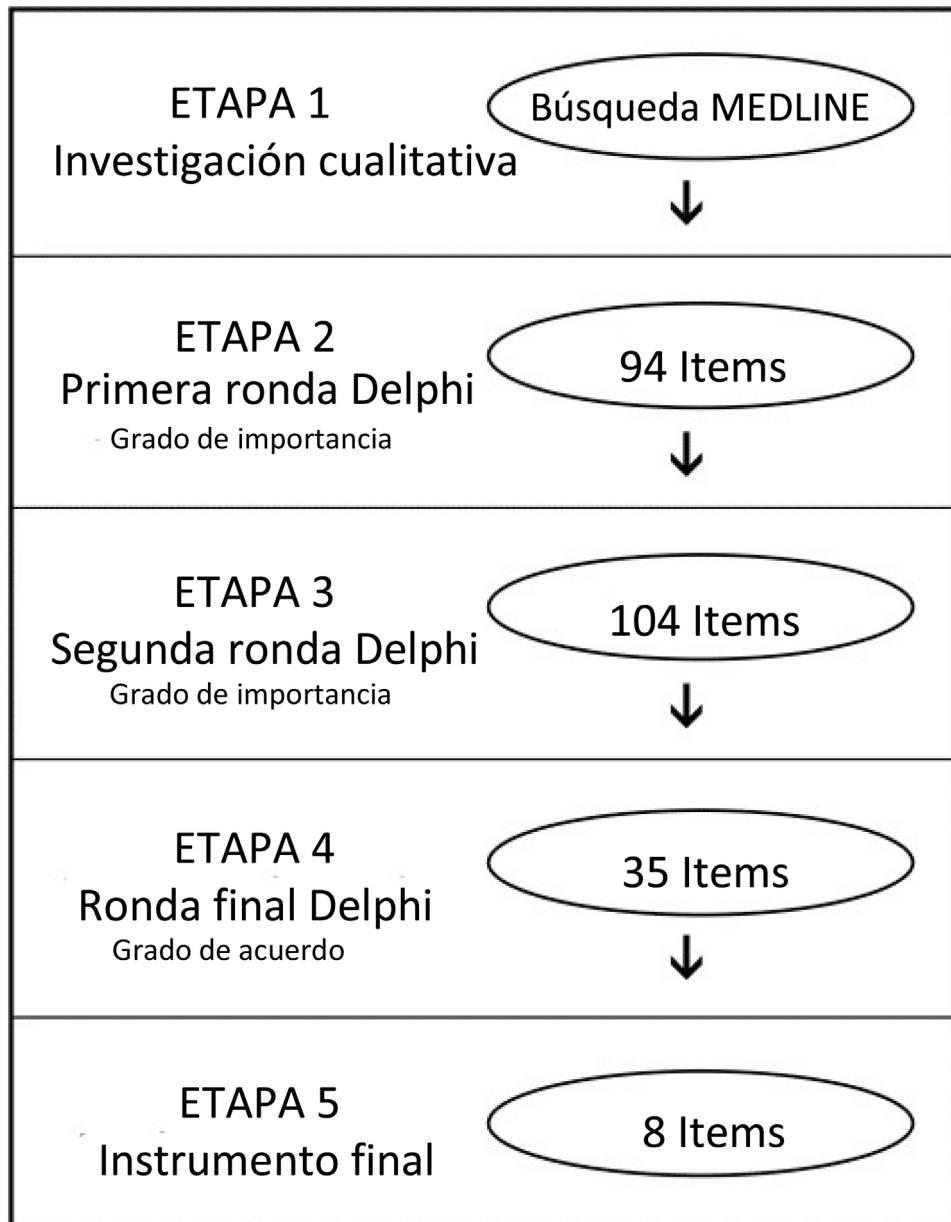 ETAPA 1
Investigación cualitativa
Búsqueda MEDLINE
ETAPA 2
Primera ronda Delphi
Grado de importancia
94 Items
ETAPA 3
Segunda ronda Delphi
Grado de importancia
104 Items
ETAPA 4
Ronda final Delphi
Grado de acuerdo
35 Items
ETAPA 5
Instrumento final
8 Items